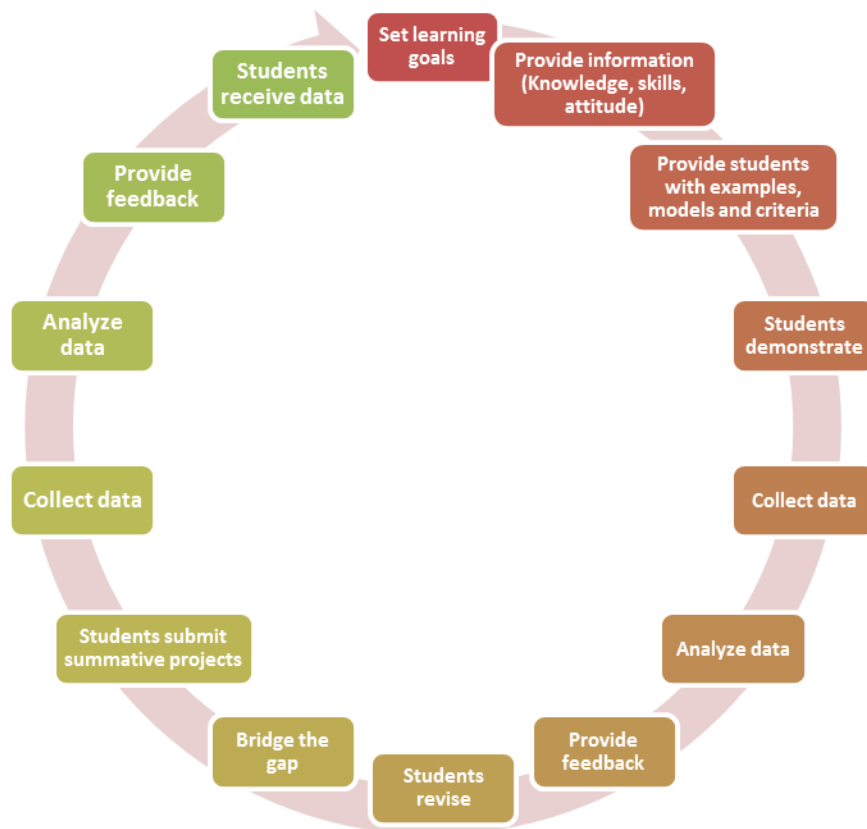 Set learning
goals
Provide information
(Knowledge, skills,
attitude)
Provide students
with examples,
models and criteria
Students
demonstrate
Collect data
Analyze data
Provide
feedback
Students
revise
Bridge the
gap
Students submit
summative projects
Collect data
Analyze
data
Provide
feedback
Students
receive data